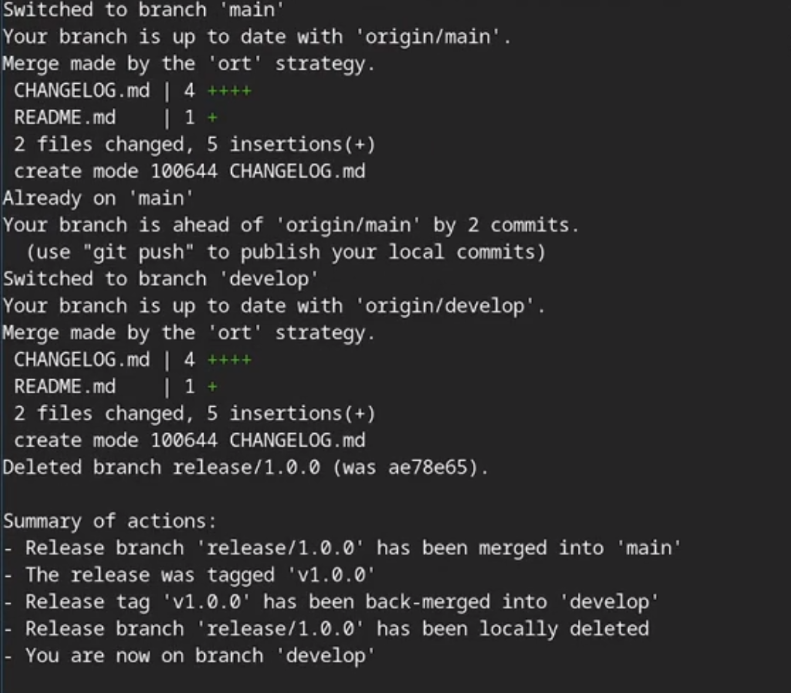 Switched to branch 'main'
Your branch is up to date with 'origin/main'.
Merge made by the 'ort' strategy.
 CHANGELOG.md | 4 ++++
 README.md    | 1 +
 2 files changed, 5 insertions(+)
 create mode 100644 CHANGELOG.md
Already on 'main'
Your branch is ahead of 'origin/main' by 2 commits.
  (use "git push" to publish your local commits)
Switched to branch 'develop'
Your branch is up to date with 'origin/develop'.
Merge made by the 'ort' strategy.
 CHANGELOG.md | 4 ++++
 README.md    | 1 +
 2 files changed, 5 insertions(+)
 create mode 100644 CHANGELOG.md
Deleted branch release/1.0.0 (was ae78e65).

Summary of actions:
- Release branch 'release/1.0.0' has been merged into 'main'
- The release was tagged 'v1.0.0'
- Release tag 'v1.0.0' has been back-merged into 'develop'
- Release branch 'release/1.0.0' has been locally deleted
- You are now on branch 'develop'